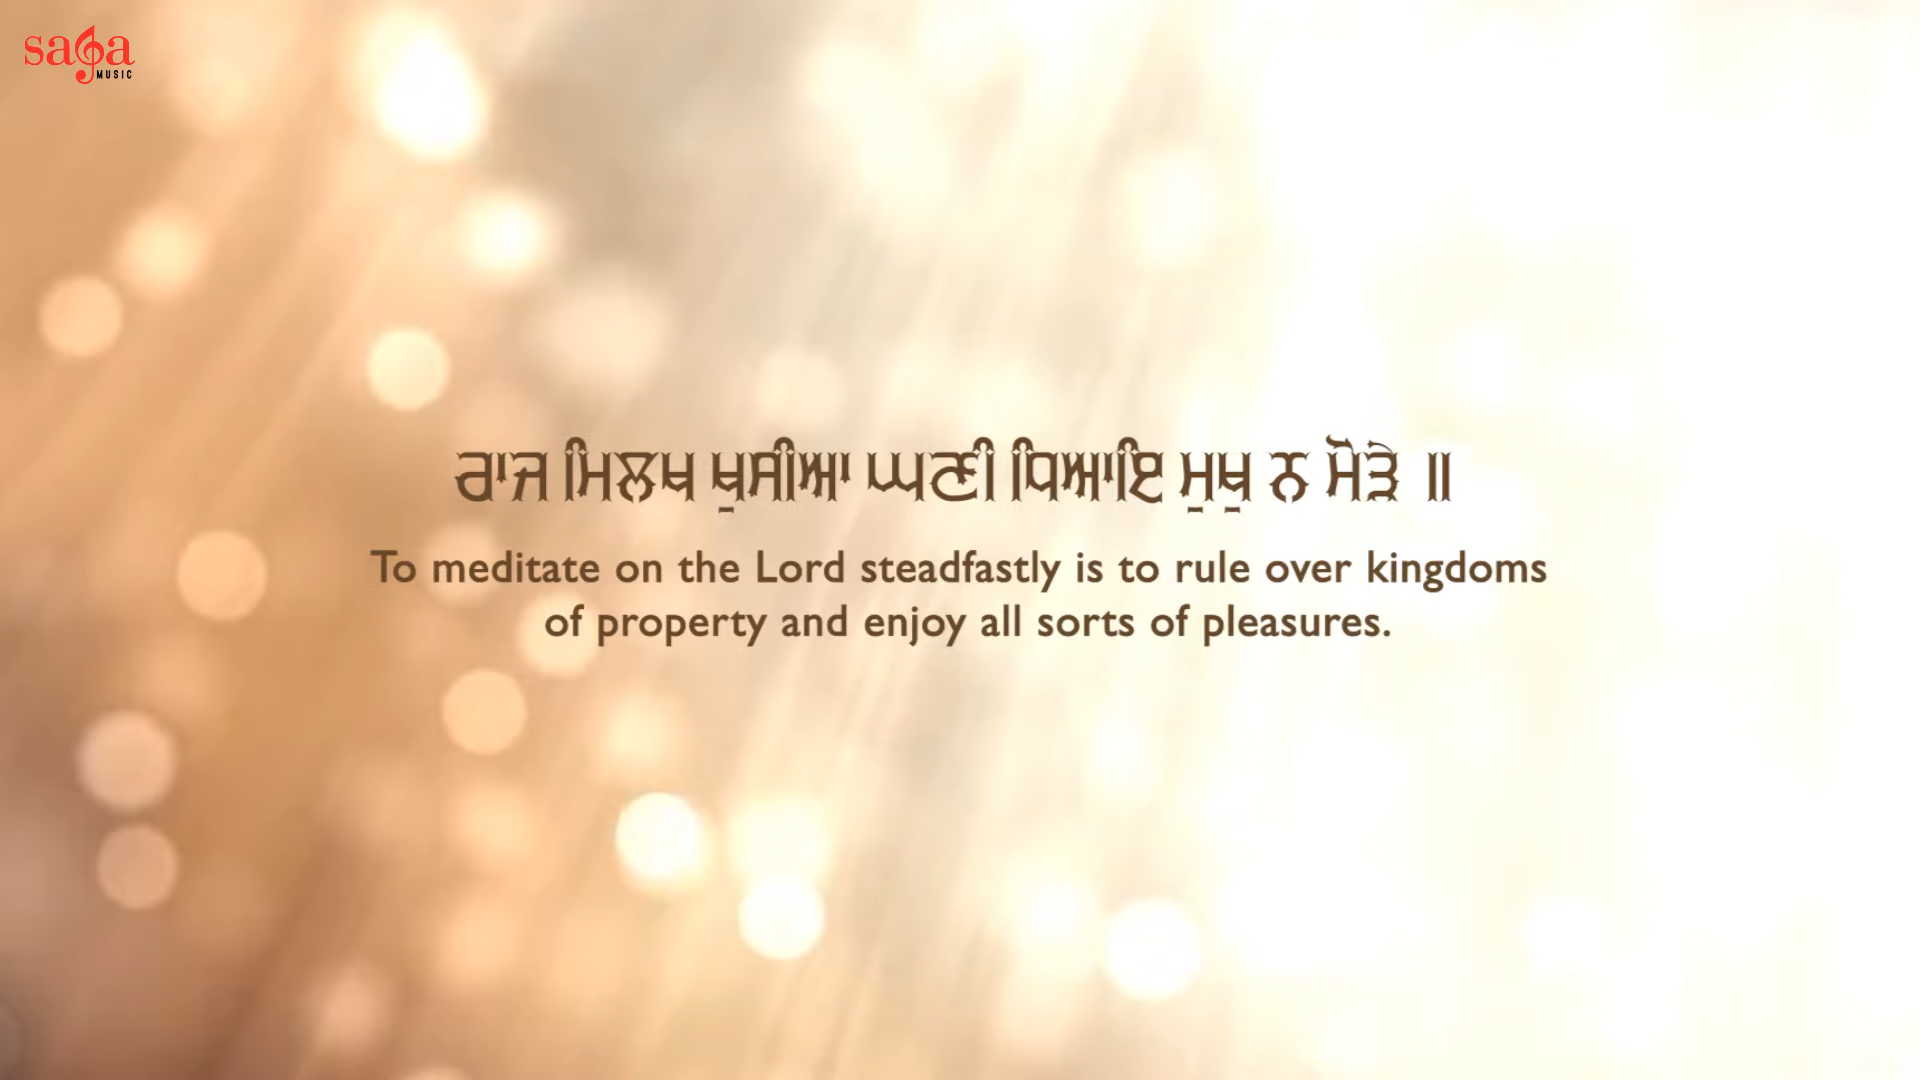 saga
MUSIC
ਰਾਜ ਮਿਲਖ ਖੁਸੀਆ ਘਣੀ ਧਿਆਇ ਮੁਖੁ ਨ ਮੋੜੇ ॥
To meditate on the Lord steadfastly is to rule over kingdoms
of property and enjoy all sorts of pleasures.